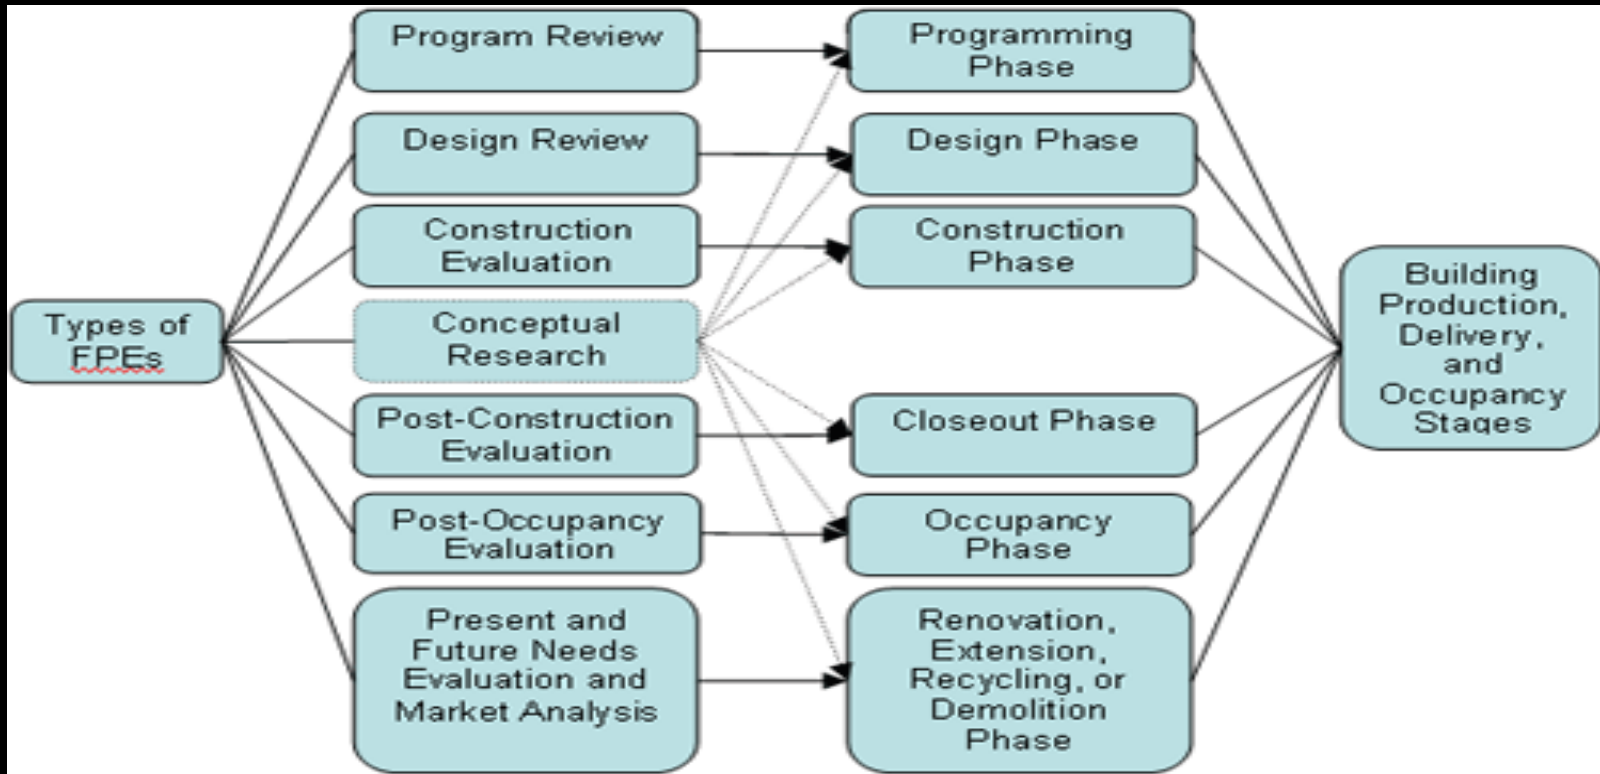 Types of
FPEs
Program Review
Design Review
Construction
Evaluation
Conceptual
Research
Post-Construction
Evaluation
Post-Occupancy
Evaluation
Present and
Future Needs
Evaluation and
Market Analysis
Programming
Phase
Design Phase
Construction
Phase
Closeout Phase
Occupancy
Phase
Renovation,
Extension,
Recycling, or
Demolition
Phase
Building
Production,
Delivery,
and
Occupancy
Stages